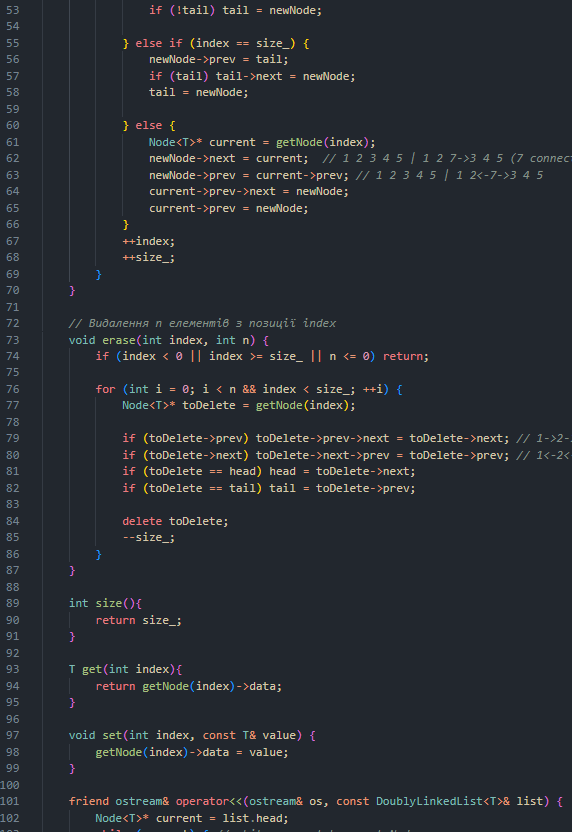 53 if (!tail) tail = newNode;
54
55 } else if (index == size_) {
56 newNode->prev = tail;
57 if (tail) tail->next = newNode;
58 tail = newNode;
59
60 } else {
61 Node<T>* current = getNode(index);
62 newNode->next = current; // 1 2 3 4 5 | 1 2 7->3 4 5 (7 connect
63 newNode->prev = current->prev; // 1 2 3 4 5 | 1 2<-7->3 4 5
64 current->prev->next = newNode;
65 current->prev = newNode;
66 }
67 ++index;
68 ++size_;
69 }
70 }
71
72 // Видалення n елементів з позиції index
73 void erase(int index, int n) {
74 if (index < 0 || index >= size_ || n <= 0) return;
75
76 for (int i = 0; i < n && index < size_; ++i) {
77 Node<T>* toDelete = getNode(index);
78
79 if (toDelete->prev) toDelete->prev->next = toDelete->next; // 1->2-
80 if (toDelete->next) toDelete->next->prev = toDelete->prev; // 1<-2<
81 if (toDelete == head) head = toDelete->next;
82 if (toDelete == tail) tail = toDelete->prev;
83
84 delete toDelete;
85 --size_;
86 }
87 }
88
89 int size(){
90 return size_;
91 }
92
93 T get(int index){
94 return getNode(index)->data;
95 }
96
97 void set(int index, const T& value) {
98 getNode(index)->data = value;
99 }
100
101 friend ostream& operator<<(ostream& os, const DoublyLinkedList<T>& list) {
102 Node<T>* current = list.head;